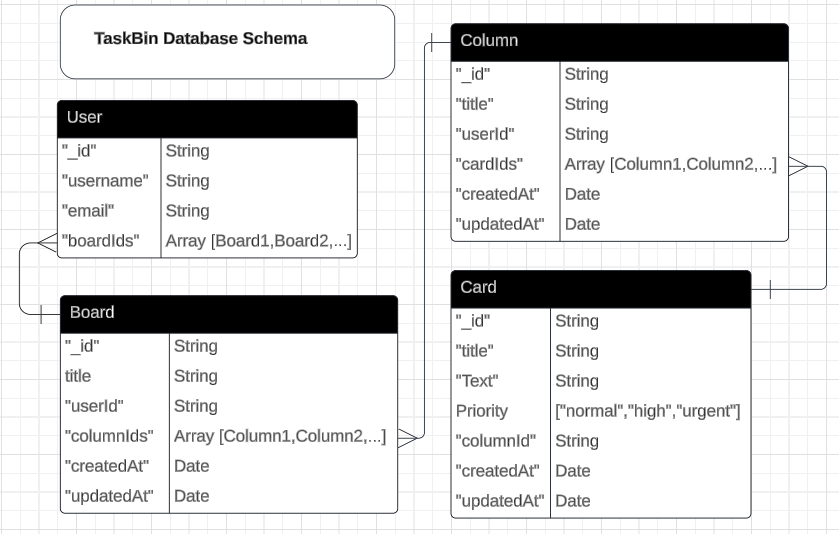 TaskBin Database Schema
User
"_id" String
"username" String
"email" String
"boardIds" Array [Board1,Board2,...]
Board
"_id" String
title String
"userId" String
"columnIds" Array [Column1,Column2,...]
"createdAt" Date
"updatedAt" Date
Column
"_id" String
"title" String
"userId" String
"cardIds" Array [Column1,Column2,...]
"createdAt" Date
"updatedAt" Date
Card
"_id" String
"title" String
"Text" String
Priority ["normal","high","urgent"]
"columnId" String
"createdAt" Date
"updatedAt" Date